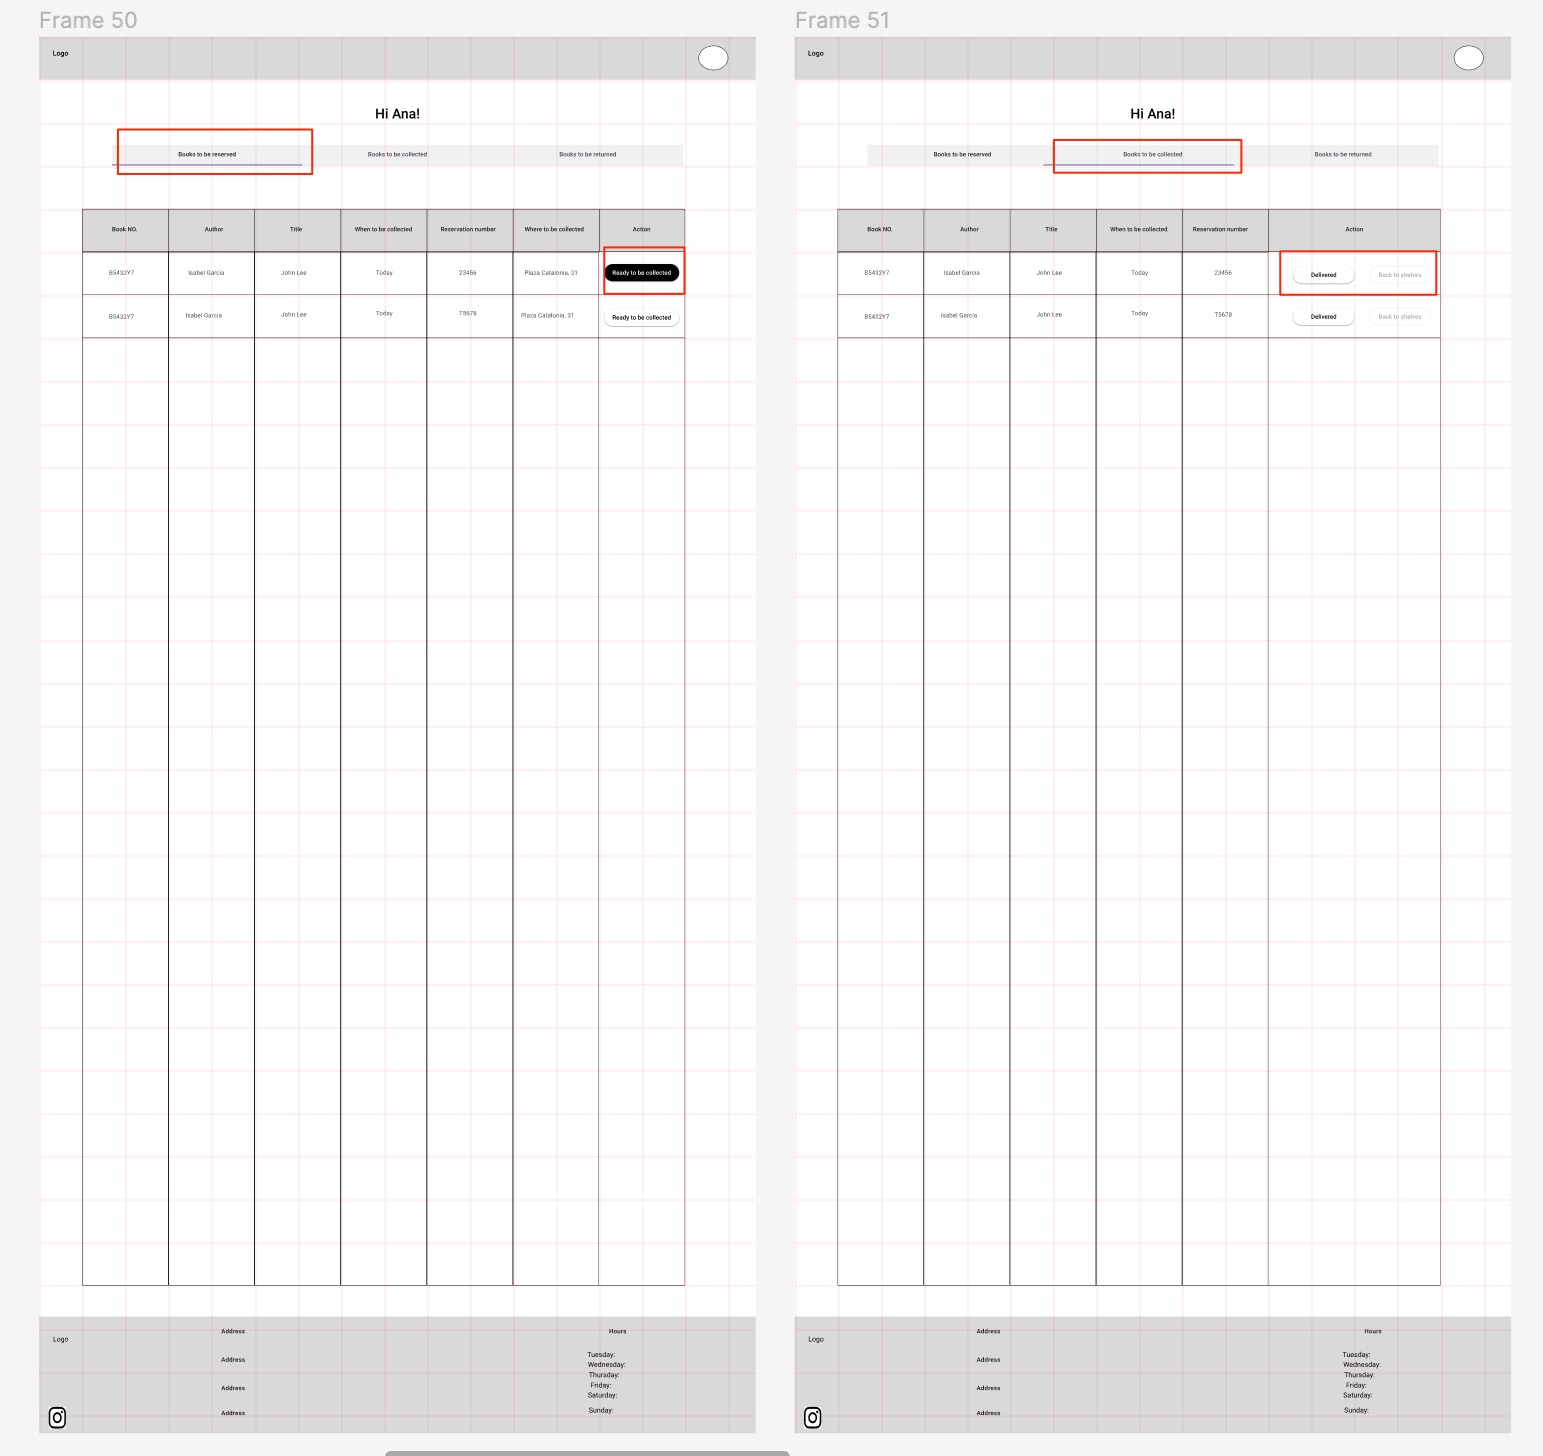 Frame 50
Logo
Hi Ana!
Books to be reserved Books to be collected Books to be returned
Book NO. Author Title When to be collected Reservation number Where to be collected Action
B5432Y7 Isabel Garcia John Lee Today 23456 Plaza Catalonia, 31 Ready to be collected
B5432Y7 Isabel Garcia John Lee Today T5678 Plaza Catalonia, 31 Ready to be collected
Logo
Address
Address
Address
Address
Hours
Tuesday:
Wednesday:
Thursday:
Friday:
Saturday:
Sunday:
Frame 51
Logo
Hi Ana!
Books to be reserved Books to be collected Books to be returned
Book NO. Author Title When to be collected Reservation number Action
B5432Y7 Isabel Garcia John Lee Today 23456 Delivered Back to shelves
B5432Y7 Isabel Garcia John Lee Today T5678 Delivered Back to shelves
Logo
Address
Address
Address
Address
Hours
Tuesday:
Wednesday:
Thursday:
Friday:
Saturday:
Sunday: